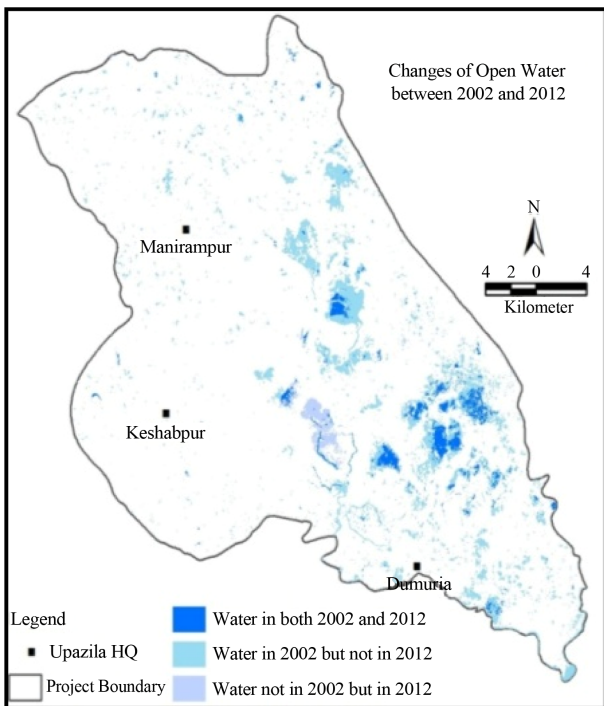 Changes of Open Water
between 2002 and 2012
N
4 2 0 4
Kilometer
Manirampur
Keshabpur
Dumuria
Legend
Upazila HQ
Project Boundary
Water in both 2002 and 2012
Water in 2002 but not in 2012
Water not in 2002 but in 2012